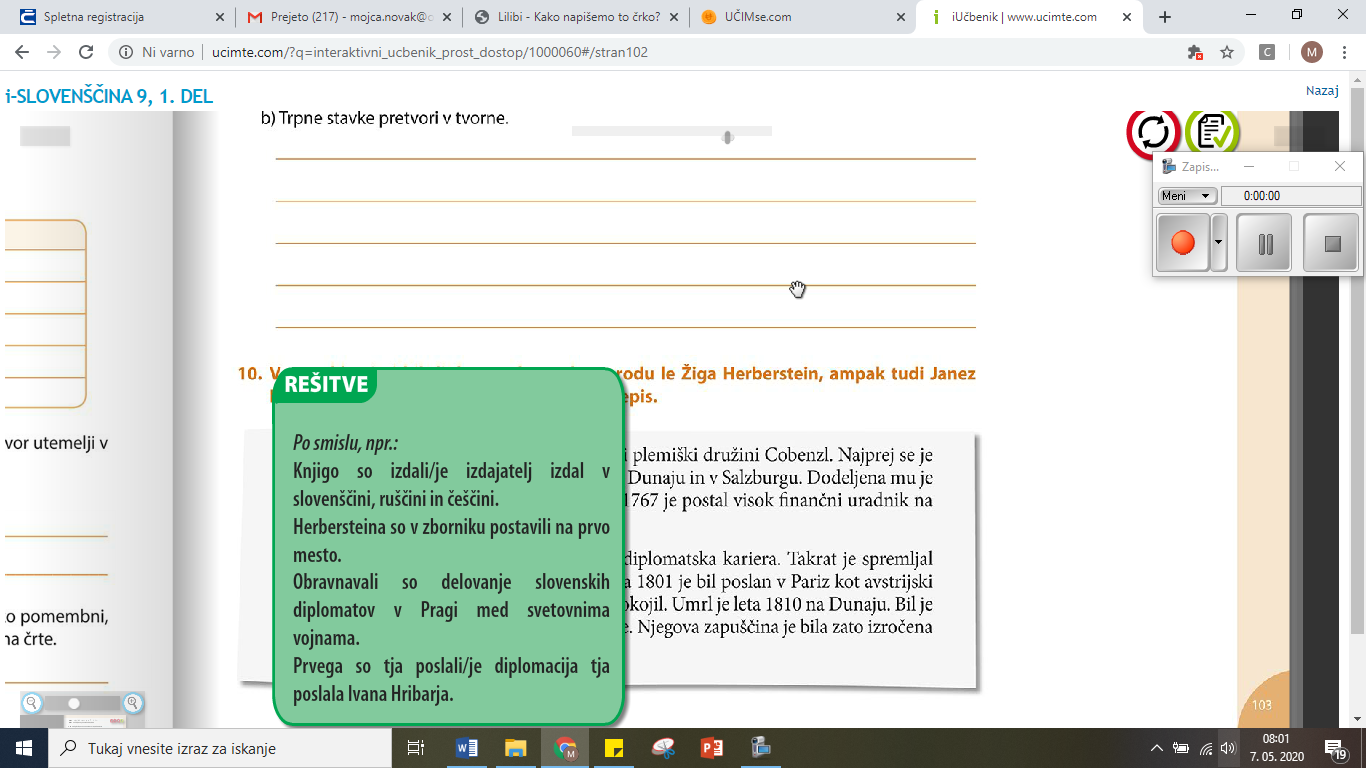 Spletna registracija
Prejeto (217) - mojca.novak@
Lilibi - Kako napišemo to črko?
UČIMse.com
iUčbenik | www.ucimte.com
Ni varno
ucimte.com/?q=interaktivni_ucbenik_prost_dostop/1000060#/stran102
C
M
i-SLOVENŠČINA 9, 1. DEL
Nazaj
b) Trpne stavke pretvori v tvorne.
Zapis...
Meni
0:00:00
10.
rodu le Žiga Herberstein, ampak tudi Janez
epis.
REŠITVE
Po smislu, npr.:
Knjigo so izdali/je izdajatelj izdal v
slovenščini, ruščini in češčini.
Herbersteina so v zborniku postavili na prvo
mesto.
Obravnavali so delovanje slovenskih
diplomatov v Pragi med svetovnima
vojnama.
Prvega so tja poslali/je diplomacija tja
poslala Ivana Hribarja.
i plemiški družini Cobenzl. Najprej se je
Dunaju in v Salzburgu. Dodeljena mu je
1767 je postal visok finančni uradnik na
diplomatska kariera. Takrat je spremljal
a 1801 je bil poslan v Pariz kot avstrijski
okojil. Umrl je leta 1810 na Dunaju. Bil je
e. Njegova zapuščina je bila zato izročena
vor utemelji v
o pomembni,
na črte.
103
Tukaj vnesite izraz za iskanje
08:01
7. 05. 2020
19